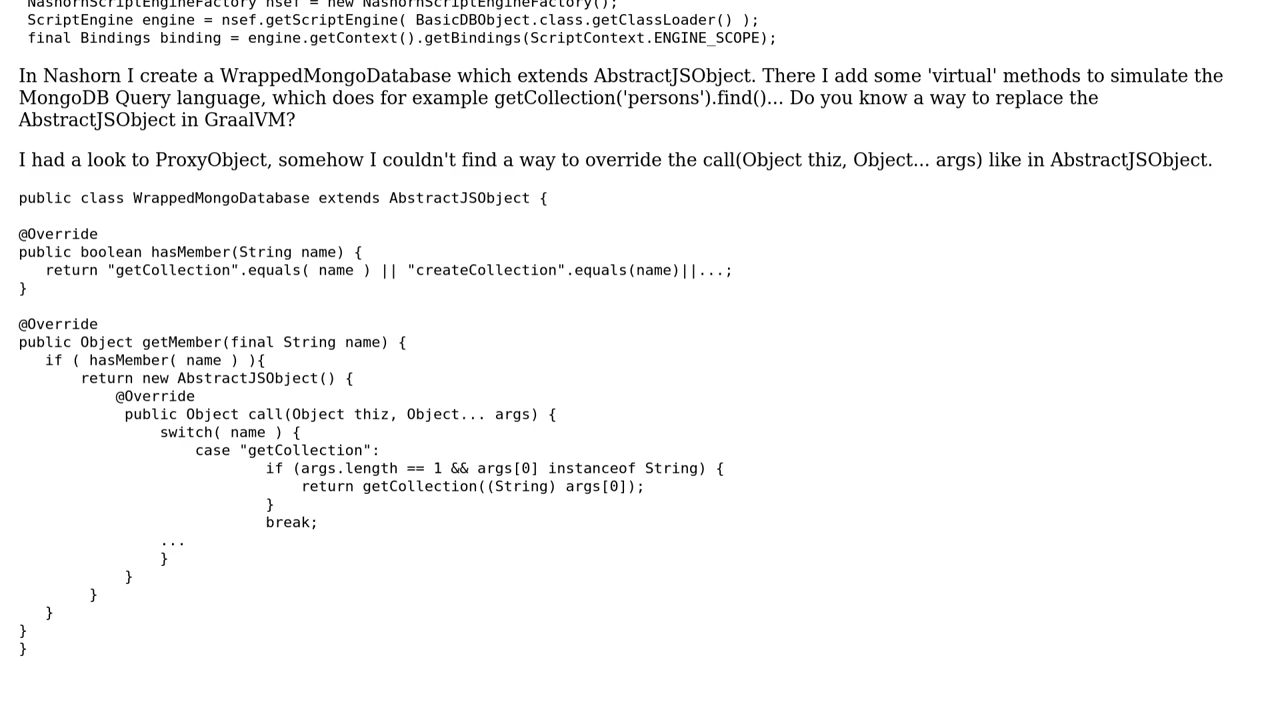 NashornScriptEngineFactory nsef = new NashornScriptEngineFactory();
ScriptEngine engine = nsef.getScriptEngine( BasicDBObject.class.getClassLoader() );
final Bindings binding = engine.getContext().getBindings(ScriptContext.ENGINE_SCOPE);
In Nashorn I create a WrappedMongoDatabase which extends AbstractJSObject. There I add some 'virtual' methods to simulate the
MongoDB Query language, which does for example getCollection('persons').find()... Do you know a way to replace the
AbstractJSObject in GraalVM?
I had a look to ProxyObject, somehow I couldn't find a way to override the call(Object thiz, Object... args) like in AbstractJSObject.
public class WrappedMongoDatabase extends AbstractJSObject {
@Override
public boolean hasMember(String name) {
   return "getCollection".equals( name ) || "createCollection".equals(name)||...;
}
@Override
public Object getMember(final String name) {
   if ( hasMember( name ) ){
       return new AbstractJSObject() {
           @Override
            public Object call(Object thiz, Object... args) {
                switch( name ) {
                    case "getCollection":
                            if (args.length == 1 && args[0] instanceof String) {
                                return getCollection((String) args[0]);
                            }
                            break;
                ...
                }
            }
        }
   }
}
}